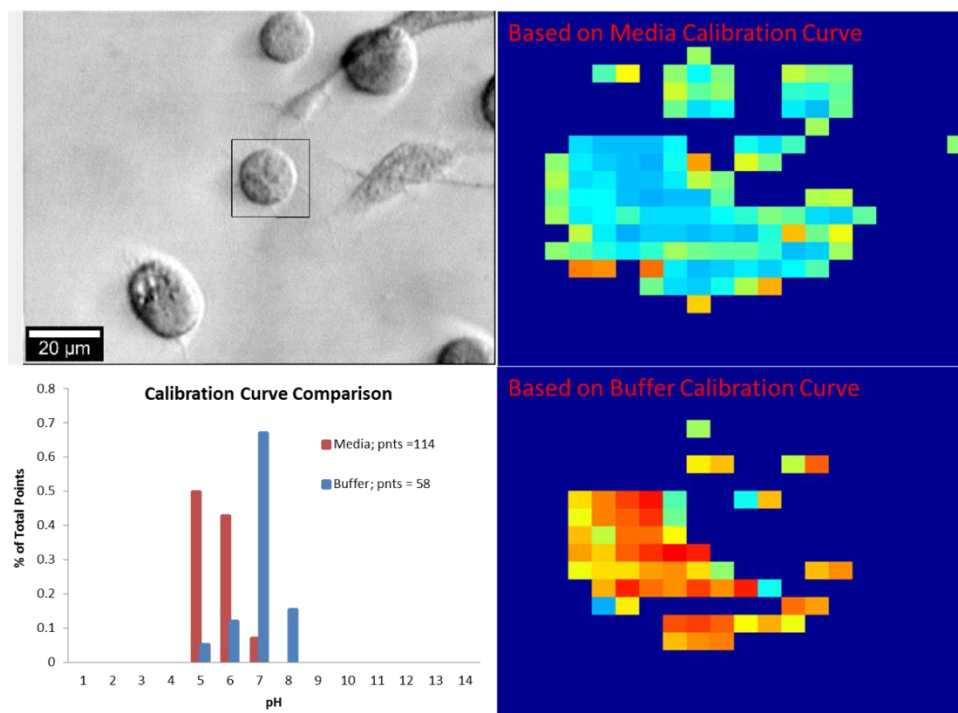 Based on Media Calibration Curve
20 µm
Based on Buffer Calibration Curve
Calibration Curve Comparison
0.8
0.7
0.6
0.5
0.4
0.3
0.2
0.1
0
% of Total Points
Media; pnts =114
Buffer; pnts = 58
1 2 3 4 5 6 7 8 9 10 11 12 13 14
pH